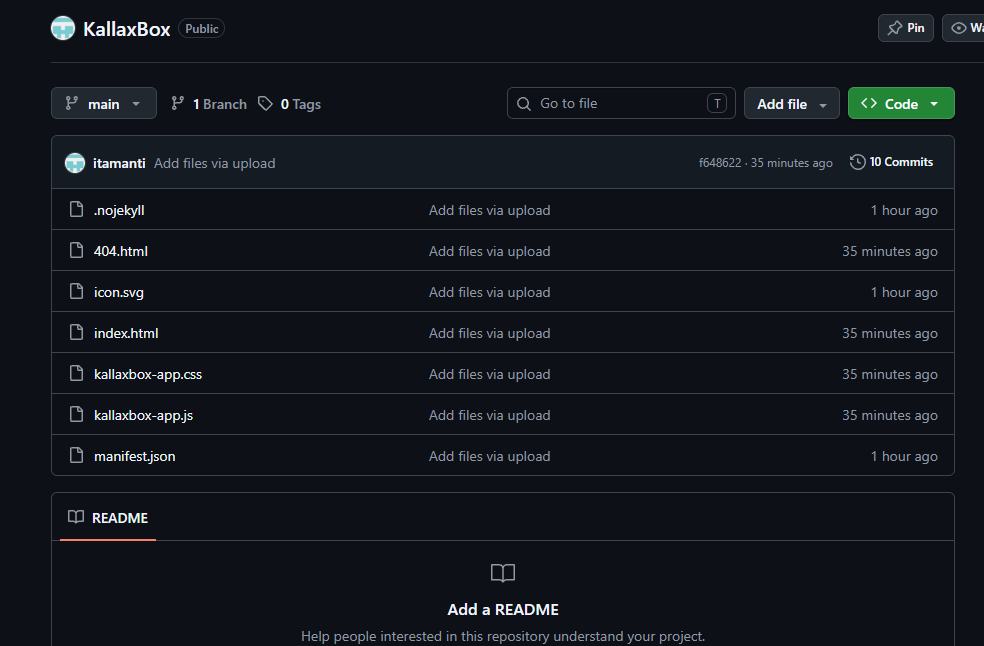 KallaxBox Public Pin Wa
main 1 Branch 0 Tags Go to file T Add file Code
itamanti Add files via upload f648622 · 35 minutes ago 10 Commits
.nojekyll Add files via upload 1 hour ago
404.html Add files via upload 35 minutes ago
icon.svg Add files via upload 1 hour ago
index.html Add files via upload 35 minutes ago
kallaxbox-app.css Add files via upload 35 minutes ago
kallaxbox-app.js Add files via upload 35 minutes ago
manifest.json Add files via upload 1 hour ago
README
Add a README
Help people interested in this repository understand your project.